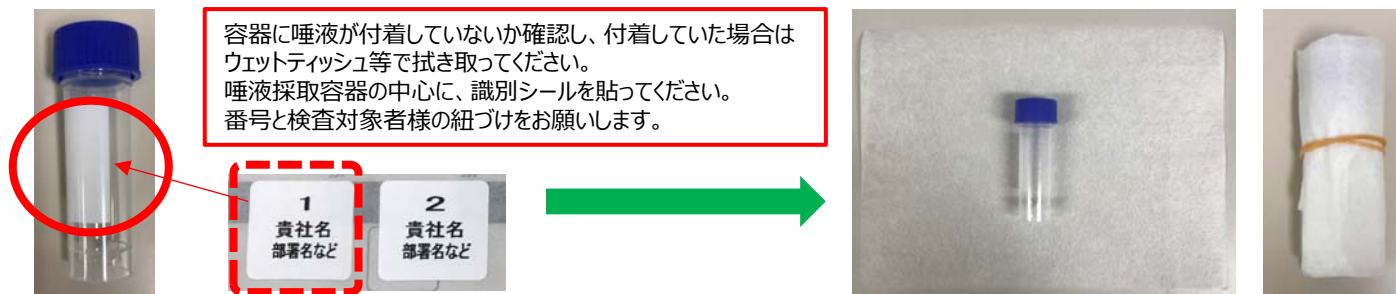 容器に唾液が付着していないか確認し、付着していた場合は
ウェットティッシュ等で拭き取ってください。
唾液採取容器の中心に、識別シールを貼ってください。
番号と検査対象者様の紐づけをお願いします。
1
貴社名
部署名など
2
貴社名
部署名など